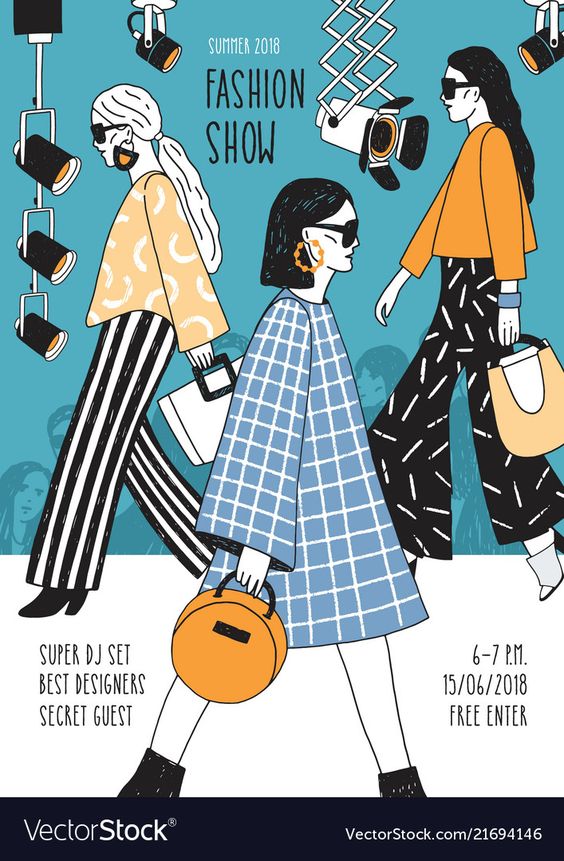 SUMMER 2018
FASHION
SHOW
SUPER DJ SET
BEST DESIGNERS
SECRET GUEST
6-7 P.M.
15/06/2018
FREE ENTER
VectorStock®
VectorStock.com/21694146